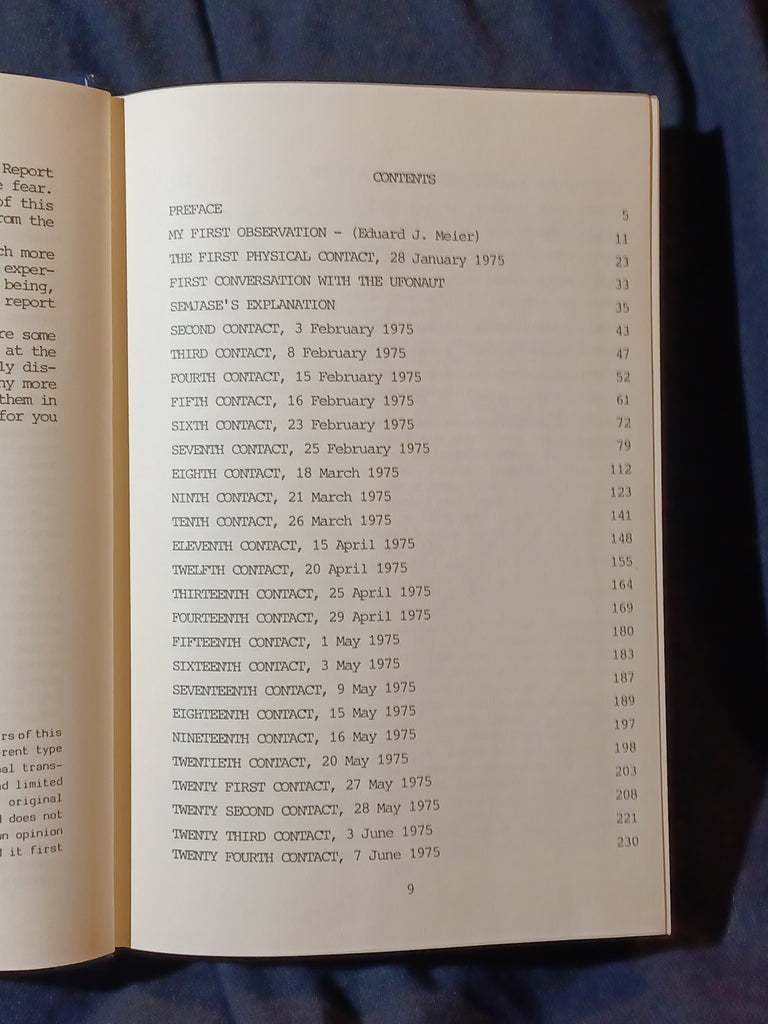 Report
fear.
of this
from the
ch more
exper-
being,
report
re some
at the
ly dis-
ny more
them in
for you
rs of this
rent type
al trans-
d limited
original
does not
n opinion
it first
CONTENTS
PREFACE 5
MY FIRST OBSERVATION - (Eduard J. Meier) 11
THE FIRST PHYSICAL CONTACT, 28 January 1975 23
FIRST CONVERSATION WITH THE UFONAUT 33
SEMJASE'S EXPLANATION 35
SECOND CONTACT, 3 February 1975 43
THIRD CONTACT, 8 February 1975 47
FOURTH CONTACT, 15 February 1975 52
FIFTH CONTACT, 16 February 1975 61
SIXTH CONTACT, 23 February 1975 72
SEVENTH CONTACT, 25 February 1975 79
EIGHTH CONTACT, 18 March 1975 112
NINTH CONTACT, 21 March 1975 123
TENTH CONTACT, 26 March 1975 141
ELEVENTH CONTACT, 15 April 1975 148
TWELFTH CONTACT, 20 April 1975 155
THIRTEENTH CONTACT, 25 April 1975 164
FOURTEENTH CONTACT, 29 April 1975 169
FIFTEENTH CONTACT, 1 May 1975 180
SIXTEENTH CONTACT, 3 May 1975 183
SEVENTEENTH CONTACT, 9 May 1975 187
EIGHTEENTH CONTACT, 15 May 1975 189
NINETEENTH CONTACT, 16 May 1975 197
TWENTIETH CONTACT, 20 May 1975 198
TWENTY FIRST CONTACT, 27 May 1975 203
TWENTY SECOND CONTACT, 28 May 1975 208
TWENTY THIRD CONTACT, 3 June 1975 221
TWENTY FOURTH CONTACT, 7 June 1975 230
9